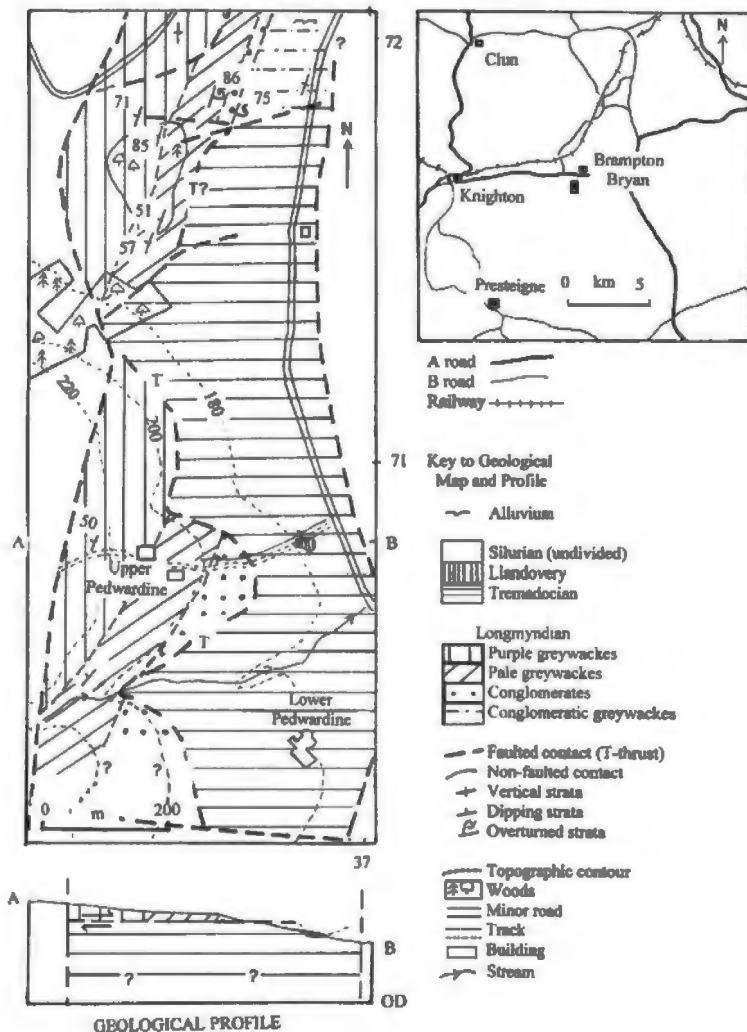 72
?
86
75
71
N
85
T?
51
57
220
T
200
180
71
A
50
B
Upper
Pedwardine
T
Lower
Pedwardine
?
?
0 m 200
37
A
?
?
B
OD
GEOLOGICAL PROFILE
Clun
N
Brampton
Bryan
Knighton
Presteigne
0 km 5
A road
B road
Railway
Key to Geological
Map and Profile
Alluvium
Silurian (undivided)
Llandovery
Tremadocian
Longmyndian
Purple greywackes
Pale greywackes
Conglomerates
Conglomeratic greywackes
Faulted contact (T-thrust)
Non-faulted contact
Vertical strata
Dipping strata
Overturned strata
Topographic contour
Woods
Minor road
Track
Building
Stream